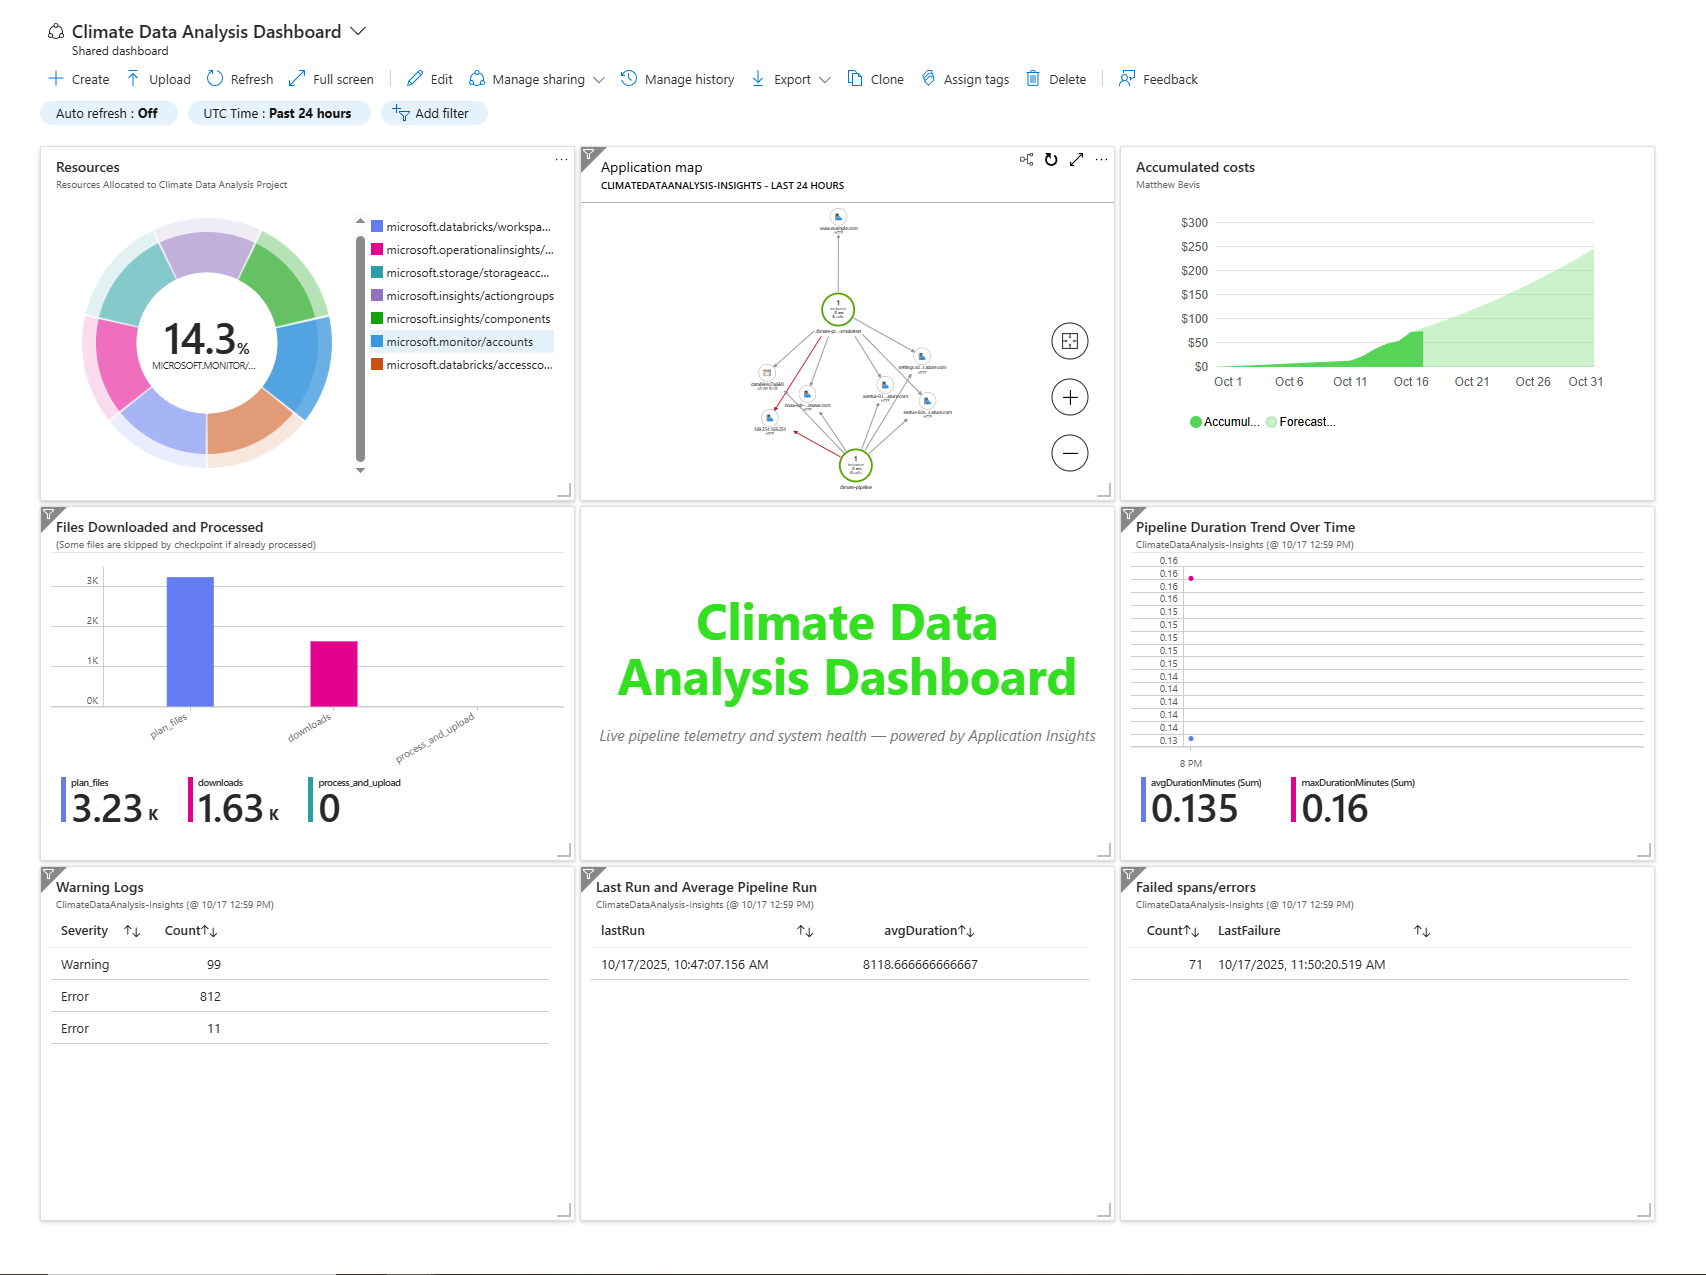 Climate Data Analysis Dashboard
Shared dashboard
Create Upload Refresh Full screen Edit Manage sharing Manage history Export Clone Assign tags Delete Feedback
Auto refresh : Off UTC Time : Past 24 hours Add filter
Resources
Resources Allocated to Climate Data Analysis Project
14.3%
MICROSOFT.MONITOR/...
microsoft.databricks/workspa...
microsoft.operationalinsights/...
microsoft.storage/storageacc...
microsoft.insights/actiongroups
microsoft.insights/components
microsoft.monitor/accounts
microsoft.databricks/accessco...
Application map
CLIMATEDATAANALYSIS-INSIGHTS - LAST 24 HOURS
www.example.com
HTTP
1
instance
climate-pi...-smoketest
169.254.169.254
HTTP
1
instance
climate-pipeline
Accumulated costs
Matthew Bevis
$300
$250
$200
$150
$100
$50
$0
Oct 1 Oct 6 Oct 11 Oct 16 Oct 21 Oct 26 Oct 31
Accumul... Forecast...
Files Downloaded and Processed
(Some files are skipped by checkpoint if already processed)
3K
2K
1K
0K
plan_files downloads process_and_upload
plan_files downloads process_and_upload
3.23 K 1.63 K 0
Climate Data
Analysis Dashboard
Live pipeline telemetry and system health — powered by Application Insights
Pipeline Duration Trend Over Time
ClimateDataAnalysis-Insights (@ 10/17 12:59 PM)
0.16
0.16
0.16
0.16
0.15
0.15
0.15
0.15
0.15
0.14
0.14
0.14
0.14
0.14
0.13
8 PM
avgDurationMinutes (Sum) maxDurationMinutes (Sum)
0.135 0.16
Warning Logs
ClimateDataAnalysis-Insights (@ 10/17 12:59 PM)
Severity Count
Warning 99
Error 812
Error 11
Last Run and Average Pipeline Run
ClimateDataAnalysis-Insights (@ 10/17 12:59 PM)
lastRun avgDuration
10/17/2025, 10:47:07.156 AM 8118.666666666667
Failed spans/errors
ClimateDataAnalysis-Insights (@ 10/17 12:59 PM)
Count LastFailure
71 10/17/2025, 11:50:20.519 AM